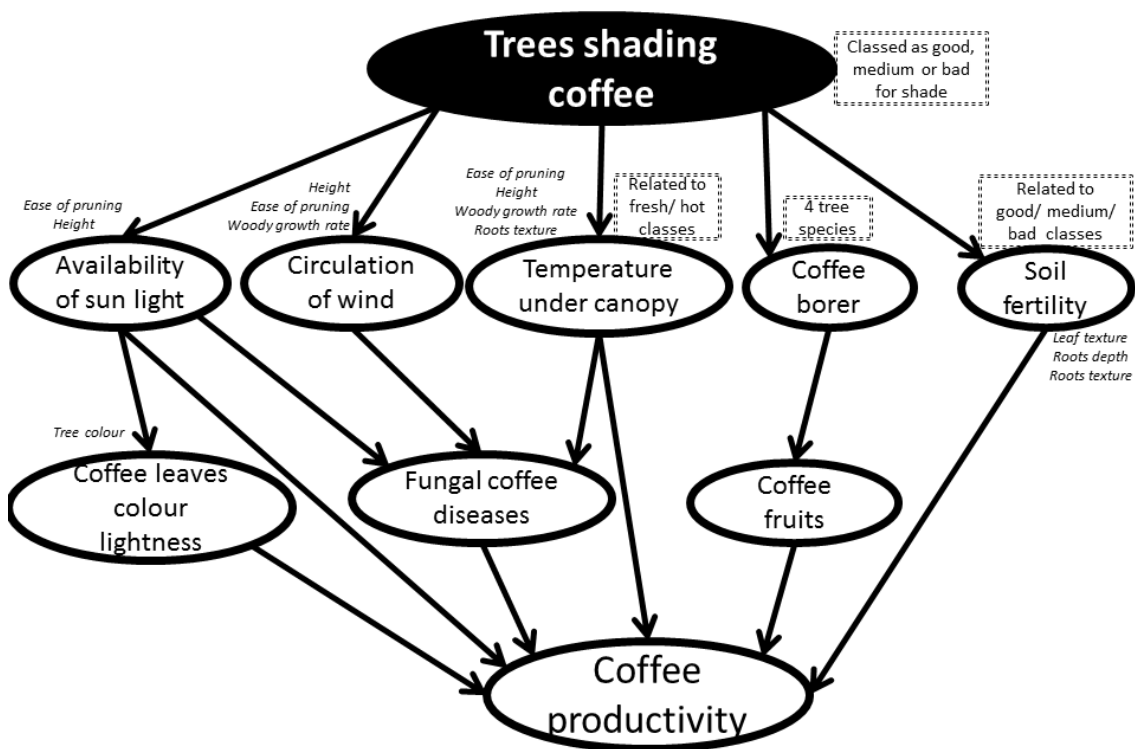 Trees shading
coffee
Classed as good,
medium or bad
for shade
Ease of pruning
Height
Height
Ease of pruning
Woody growth rate
Ease of pruning
Height
Woody growth rate
Roots texture
Related to
fresh/ hot
classes
4 tree
species
Related to
good/ medium/
bad classes
Availability
of sun light
Circulation
of wind
Temperature
under canopy
Coffee
borer
Soil
fertility
Leaf texture
Roots depth
Roots texture
Tree colour
Coffee leaves
colour
lightness
Fungal coffee
diseases
Coffee
fruits
Coffee
productivity